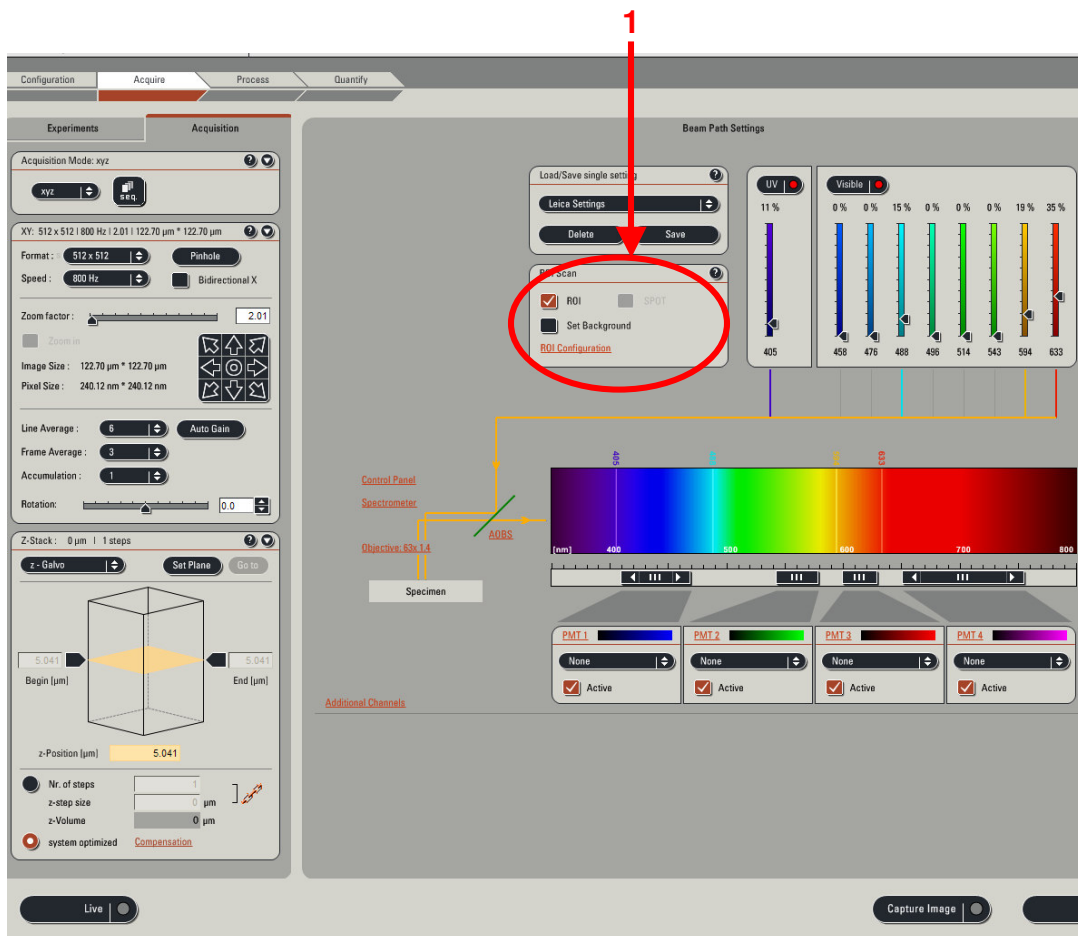 1
Configuration Acquire Process Quantify
Experiments Acquisition
Acquisition Mode: xyz
xyz
seq.
XY: 512 x 512 | 800 Hz | 2.01 | 122.70 µm * 122.70 µm
Format: 512 x 512 Pinhole
Speed: 800 Hz Bidirectional X
Zoom factor: 2.01
Zoom in
Image Size: 122.70 µm * 122.70 µm
Pixel Size: 240.12 nm * 240.12 nm
Line Average: 6 Auto Gain
Frame Average: 3
Accumulation: 1
Rotation: 0.0
Z-Stack: 0 µm | 1 steps
z - Galvo Set Plane Go to
5.041 5.041
Begin [µm] End [µm]
z-Position [µm] 5.041
Nr. of steps 1
z-step size 0 µm
z-Volume 0 µm
system optimized Compensation
Beam Path Settings
Load/Save single setting
Leica Settings
Delete Save
ROI Scan
ROI SPOT
Set Background
ROI Configuration
UV Visible
11 % 0 % 0 % 15 % 0 % 0 % 0 % 19 % 35 %
405 458 476 488 496 514 543 594 633
405 633
Control Panel
Spectrometer
AOBS
Objective: 63x 1.4
[nm] 400 500 600 700 800
Specimen
PMT 1 PMT 2 PMT 3 PMT 4
None None None None
Active Active Active Active
Additional Channels
Live Capture Image